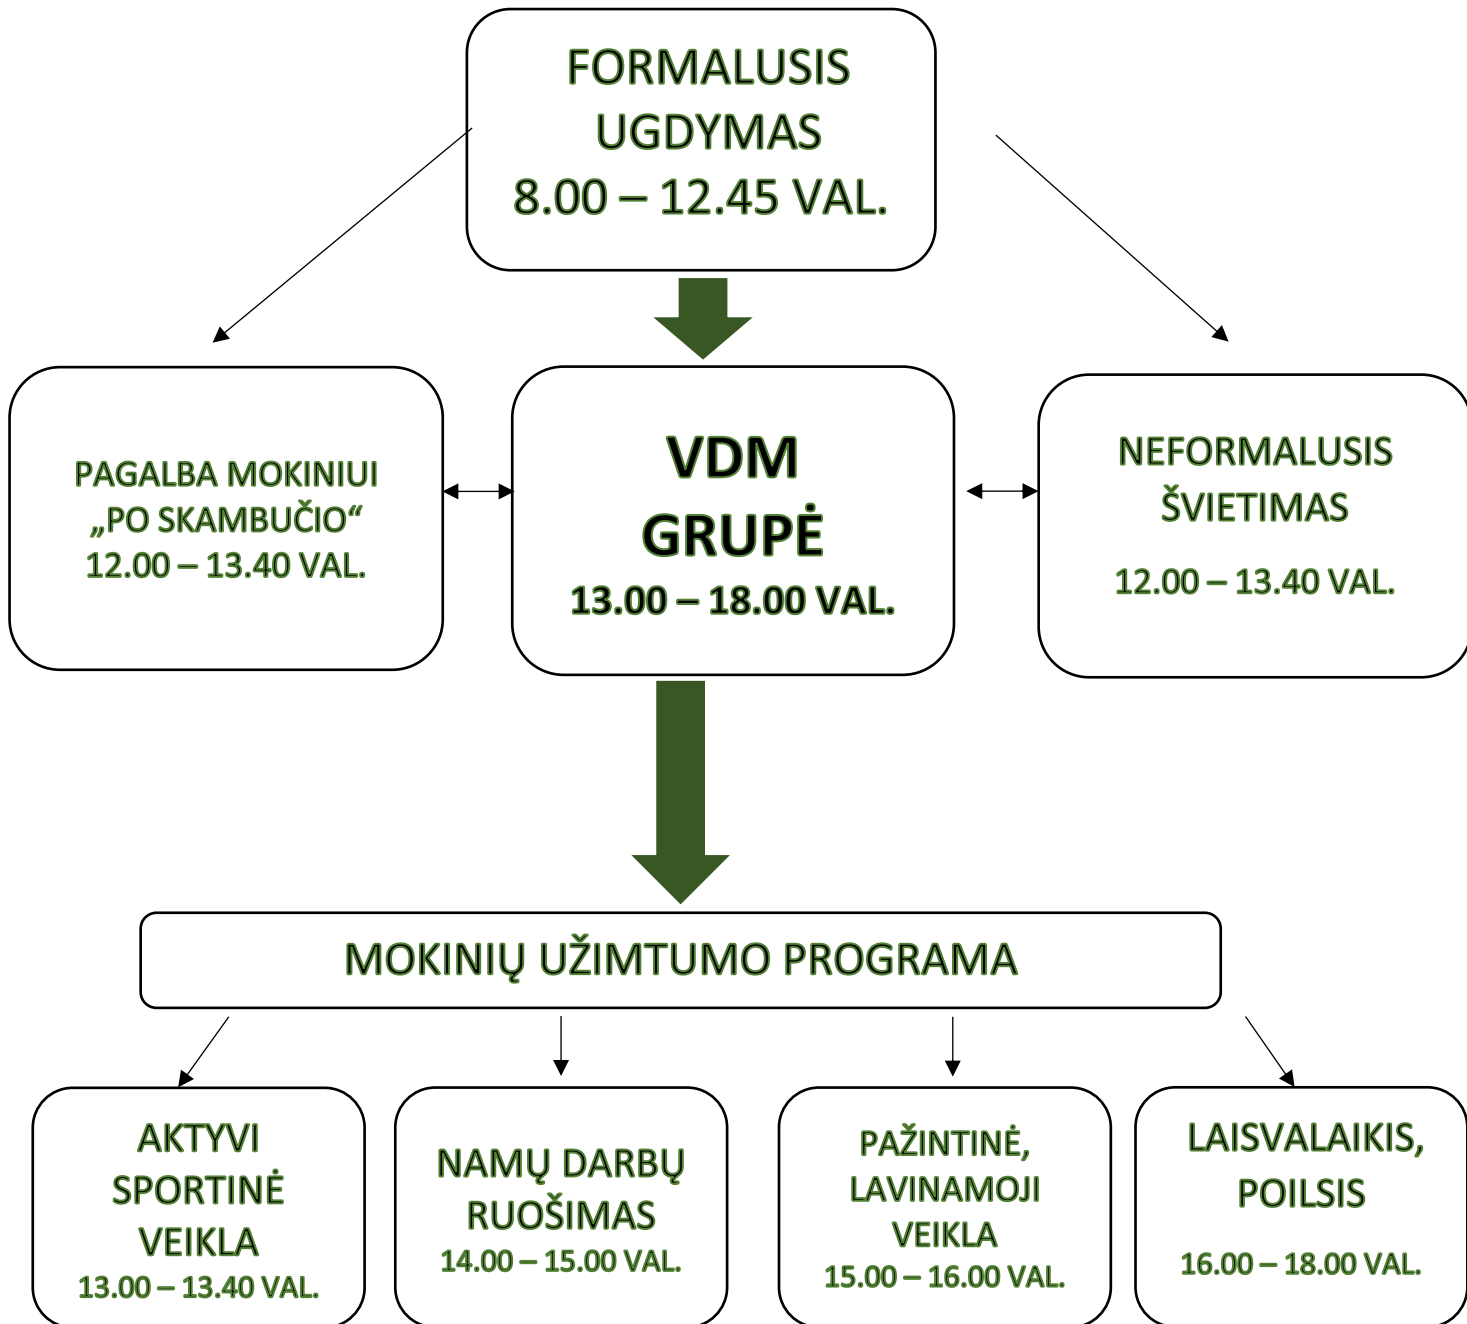 FORMALUSIS
UGDYMAS
8.00 – 12.45 VAL.
PAGALBA MOKINIUI
„PO SKAMBUČIO“
12.00 – 13.40 VAL.
VDM
GRUPĖ
13.00 – 18.00 VAL.
NEFORMALUSIS
ŠVIETIMAS
12.00 – 13.40 VAL.
MOKINIŲ UŽIMTUMO PROGRAMA
AKTYVI
SPORTINĖ
VEIKLA
13.00 – 13.40 VAL.
NAMŲ DARBŲ
RUOŠIMAS
14.00 – 15.00 VAL.
PAŽINTINĖ,
LAVINAMOJI
VEIKLA
15.00 – 16.00 VAL.
LAISVALAIKIS,
POILSIS
16.00 – 18.00 VAL.